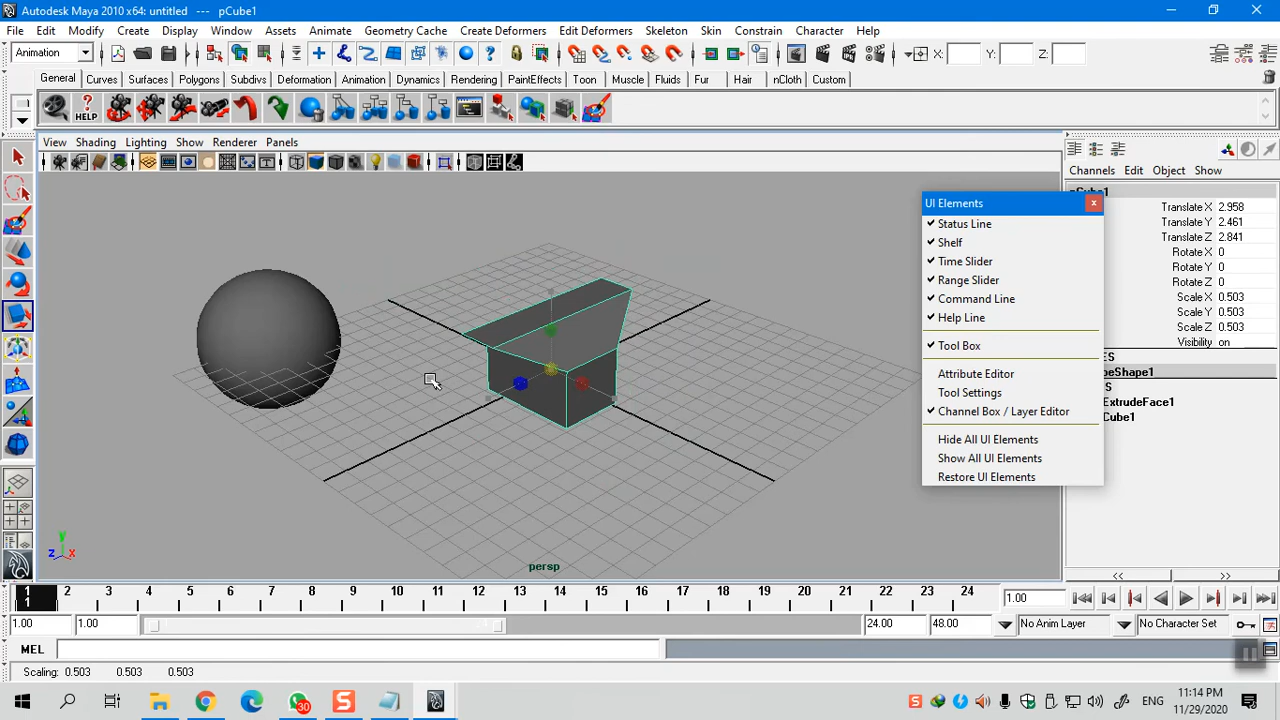 Autodesk Maya 2010 x64: untitled --- pCube1
File Edit Modify Create Display Window Assets Animate Geometry Cache Create Deformers Edit Deformers Skeleton Skin Constrain Character Help
Animation X: Y: Z:
General Curves Surfaces Polygons Subdivs Deformation Animation Dynamics Rendering PaintEffects Toon Muscle Fluids Fur Hair nCloth Custom
HELP
View Shading Lighting Show Renderer Panels
Channels Edit Object Show
Translate X 2.958
Translate Y 2.461
Translate Z 2.841
Rotate X 0
Rotate Y 0
Rotate Z 0
Scale X 0.503
Scale Y 0.503
Scale Z 0.503
Visibility on
ES
peShape1
S
ExtrudeFace1
Cube1
UI Elements x
Status Line
Shelf
Time Slider
Range Slider
Command Line
Help Line
Tool Box
Attribute Editor
Tool Settings
Channel Box / Layer Editor
Hide All UI Elements
Show All UI Elements
Restore UI Elements
y
z x
persp
<< >>
1 2 3 4 5 6 7 8 9 10 11 12 13 14 15 16 17 18 19 20 21 22 23 24
1 1.00
1.00 1.00 24.00 48.00 No Anim Layer No Character Set
MEL
Scaling: 0.503 0.503 0.503
30 S ENG 11:14 PM
11/29/2020